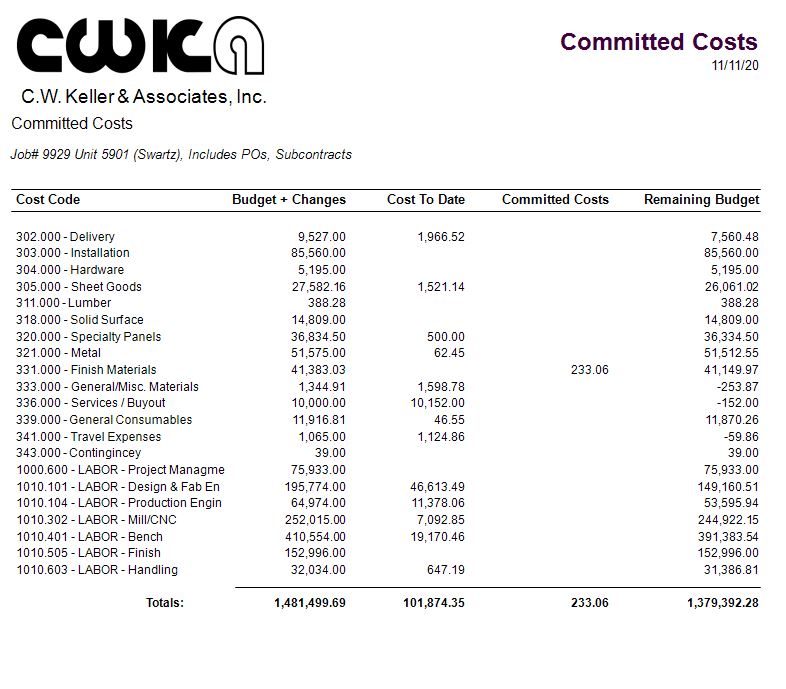 CWKA
Committed Costs
11/11/20
C.W. Keller & Associates, Inc.
Committed Costs
Job# 9929 Unit 5901 (Swartz), Includes POs, Subcontracts
Cost Code Budget + Changes Cost To Date Committed Costs Remaining Budget
302.000 - Delivery 9,527.00 1,966.52 7,560.48
303.000 - Installation 85,560.00 85,560.00
304.000 - Hardware 5,195.00 5,195.00
305.000 - Sheet Goods 27,582.16 1,521.14 26,061.02
311.000 - Lumber 388.28 388.28
318.000 - Solid Surface 14,809.00 14,809.00
320.000 - Specialty Panels 36,834.50 500.00 36,334.50
321.000 - Metal 51,575.00 62.45 51,512.55
331.000 - Finish Materials 41,383.03 233.06 41,149.97
333.000 - General/Misc. Materials 1,344.91 1,598.78 -253.87
336.000 - Services / Buyout 10,000.00 10,152.00 -152.00
339.000 - General Consumables 11,916.81 46.55 11,870.26
341.000 - Travel Expenses 1,065.00 1,124.86 -59.86
343.000 - Contingincey 39.00 39.00
1000.600 - LABOR - Project Managme 75,933.00 75,933.00
1010.101 - LABOR - Design & Fab En 195,774.00 46,613.49 149,160.51
1010.104 - LABOR - Production Engin 64,974.00 11,378.06 53,595.94
1010.302 - LABOR - Mill/CNC 252,015.00 7,092.85 244,922.15
1010.401 - LABOR - Bench 410,554.00 19,170.46 391,383.54
1010.505 - LABOR - Finish 152,996.00 152,996.00
1010.603 - LABOR - Handling 32,034.00 647.19 31,386.81
Totals: 1,481,499.69 101,874.35 233.06 1,379,392.28